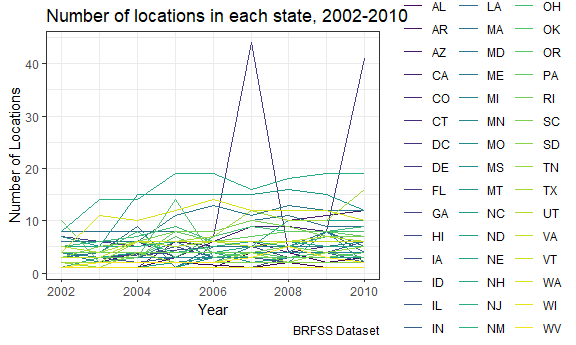 Number of locations in each state, 2002-2010
Number of Locations
40
30
20
10
0
2002
2004
2006
2008
2010
Year
BRFSS Dataset
AL
AR
AZ
CA
CO
CT
DC
DE
FL
GA
HI
IA
ID
IL
IN
LA
MA
MD
ME
MI
MN
MO
MS
MT
NC
ND
NE
NH
NJ
NM
OH
OK
OR
PA
RI
SC
SD
TN
TX
UT
VA
VT
WA
WI
WV